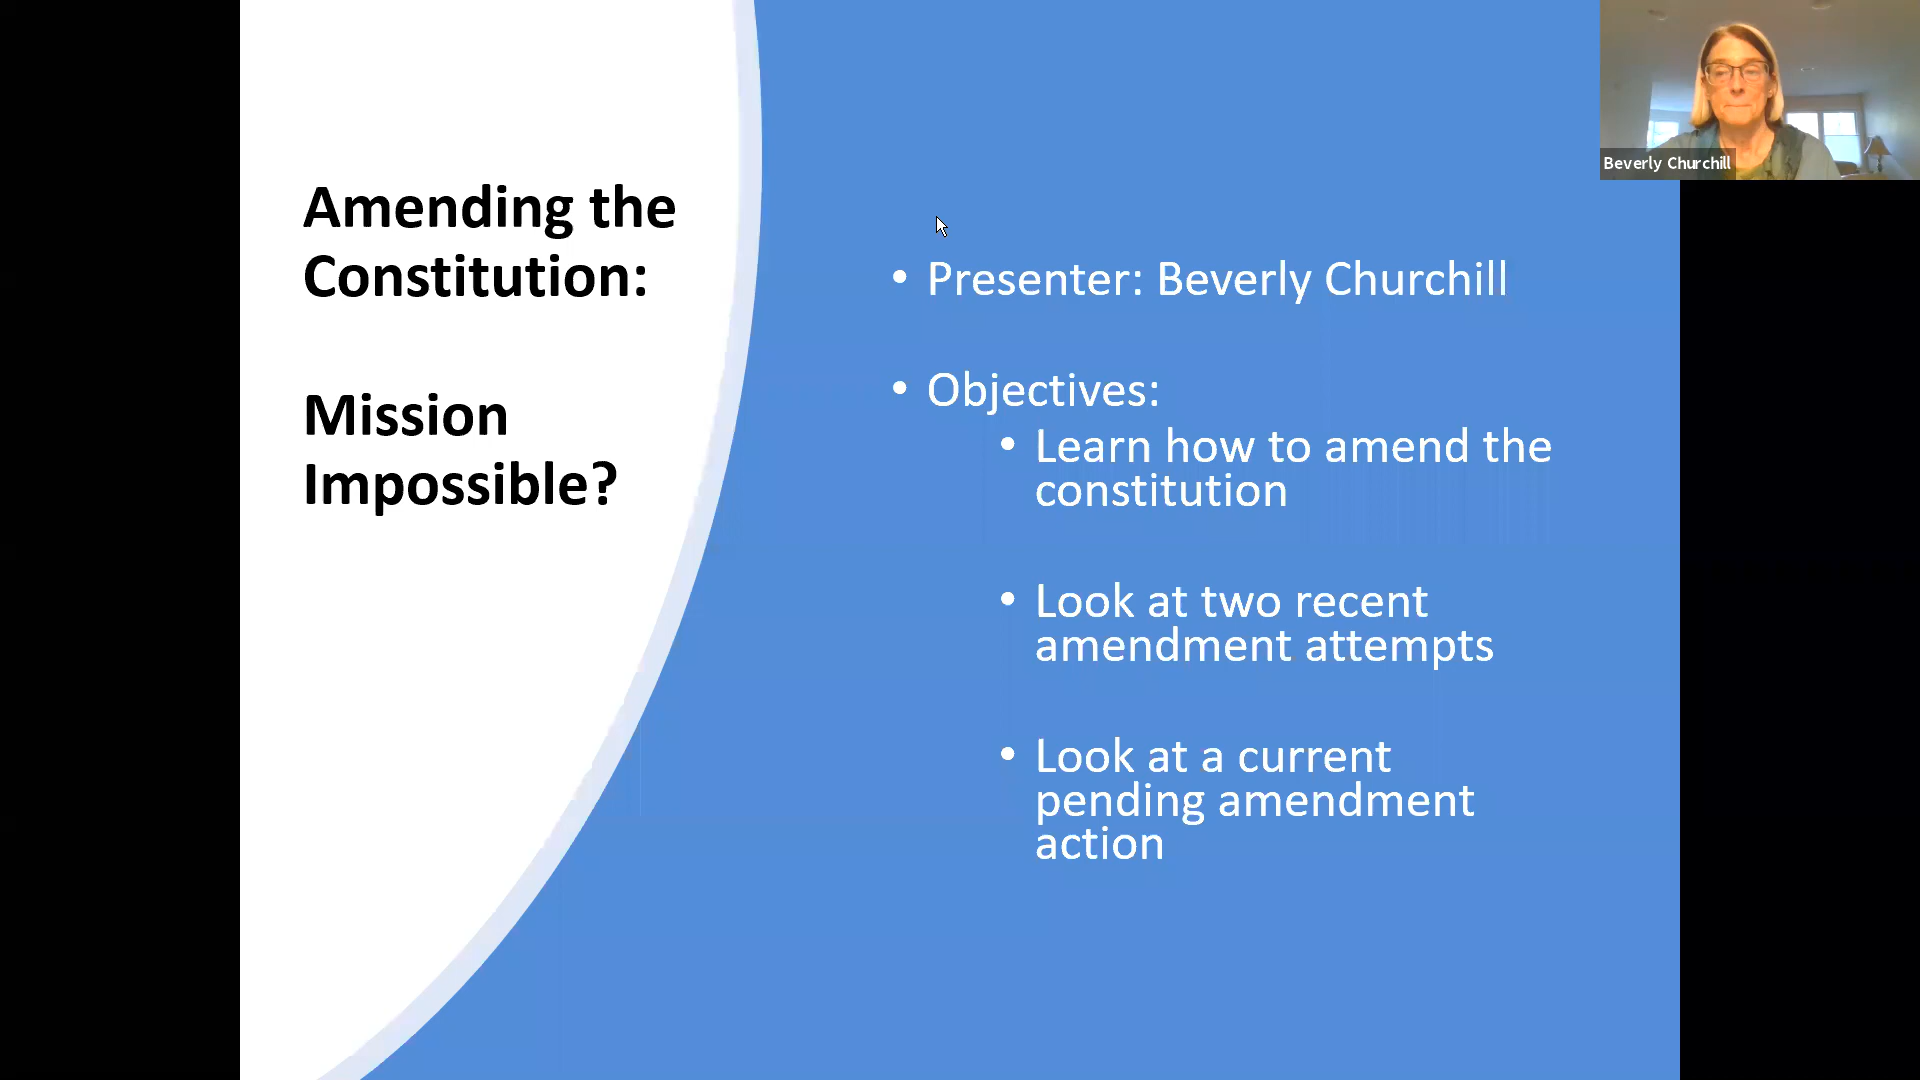 Amending the
Constitution:
Mission
Impossible?
• Presenter: Beverly Churchill
• Objectives:
• Learn how to amend the
constitution
• Look at two recent
amendment attempts
• Look at a current
pending amendment
action
Beverly Churchill